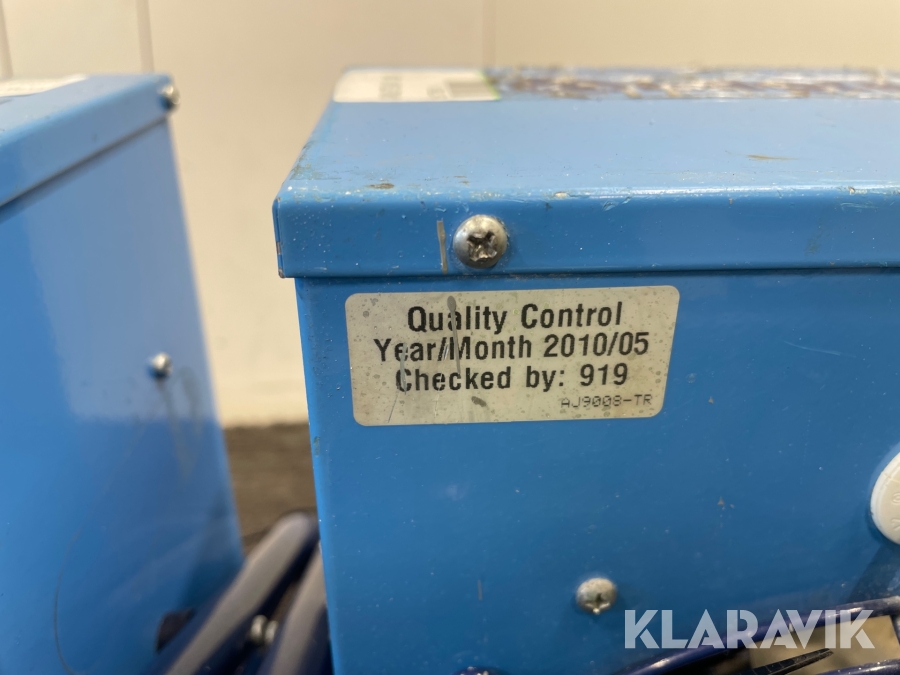 Quality Control
Year/Month 2010/05
Checked by: 919
AJ9008-TR
KLARAVIK